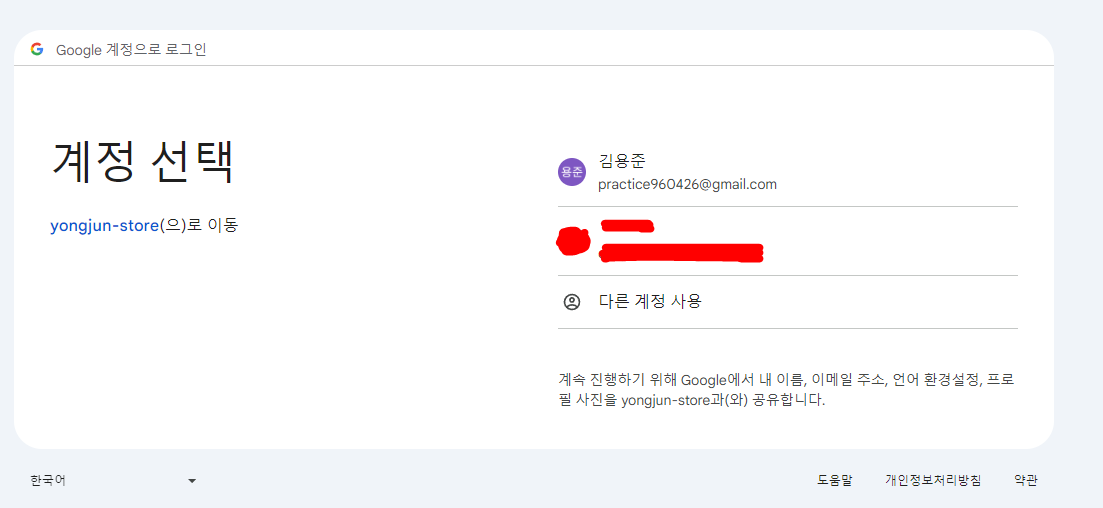 Google 계정으로 로그인
계정 선택
yongjun-store(으)로 이동
용준
김용준
practice960426@gmail.com
다른 계정 사용
계속 진행하기 위해 Google에서 내 이름, 이메일 주소, 언어 환경설정, 프로
필 사진을 yongjun-store과(와) 공유합니다.
한국어
도움말 개인정보처리방침 약관